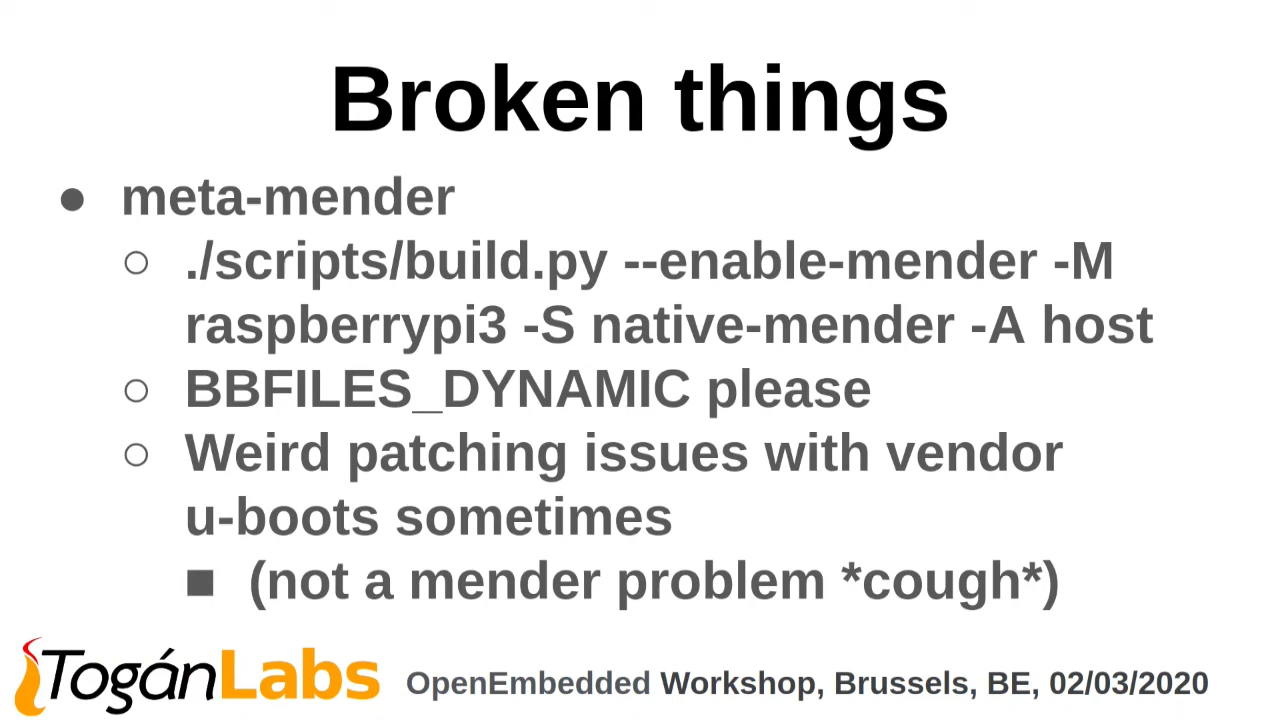 Broken things
● meta-mender
○ ./scripts/build.py --enable-mender -M
raspberrypi3 -S native-mender -A host
○ BBFILES_DYNAMIC please
○ Weird patching issues with vendor
u-boots sometimes
■ (not a mender problem *cough*)
TogánLabs OpenEmbedded Workshop, Brussels, BE, 02/03/2020